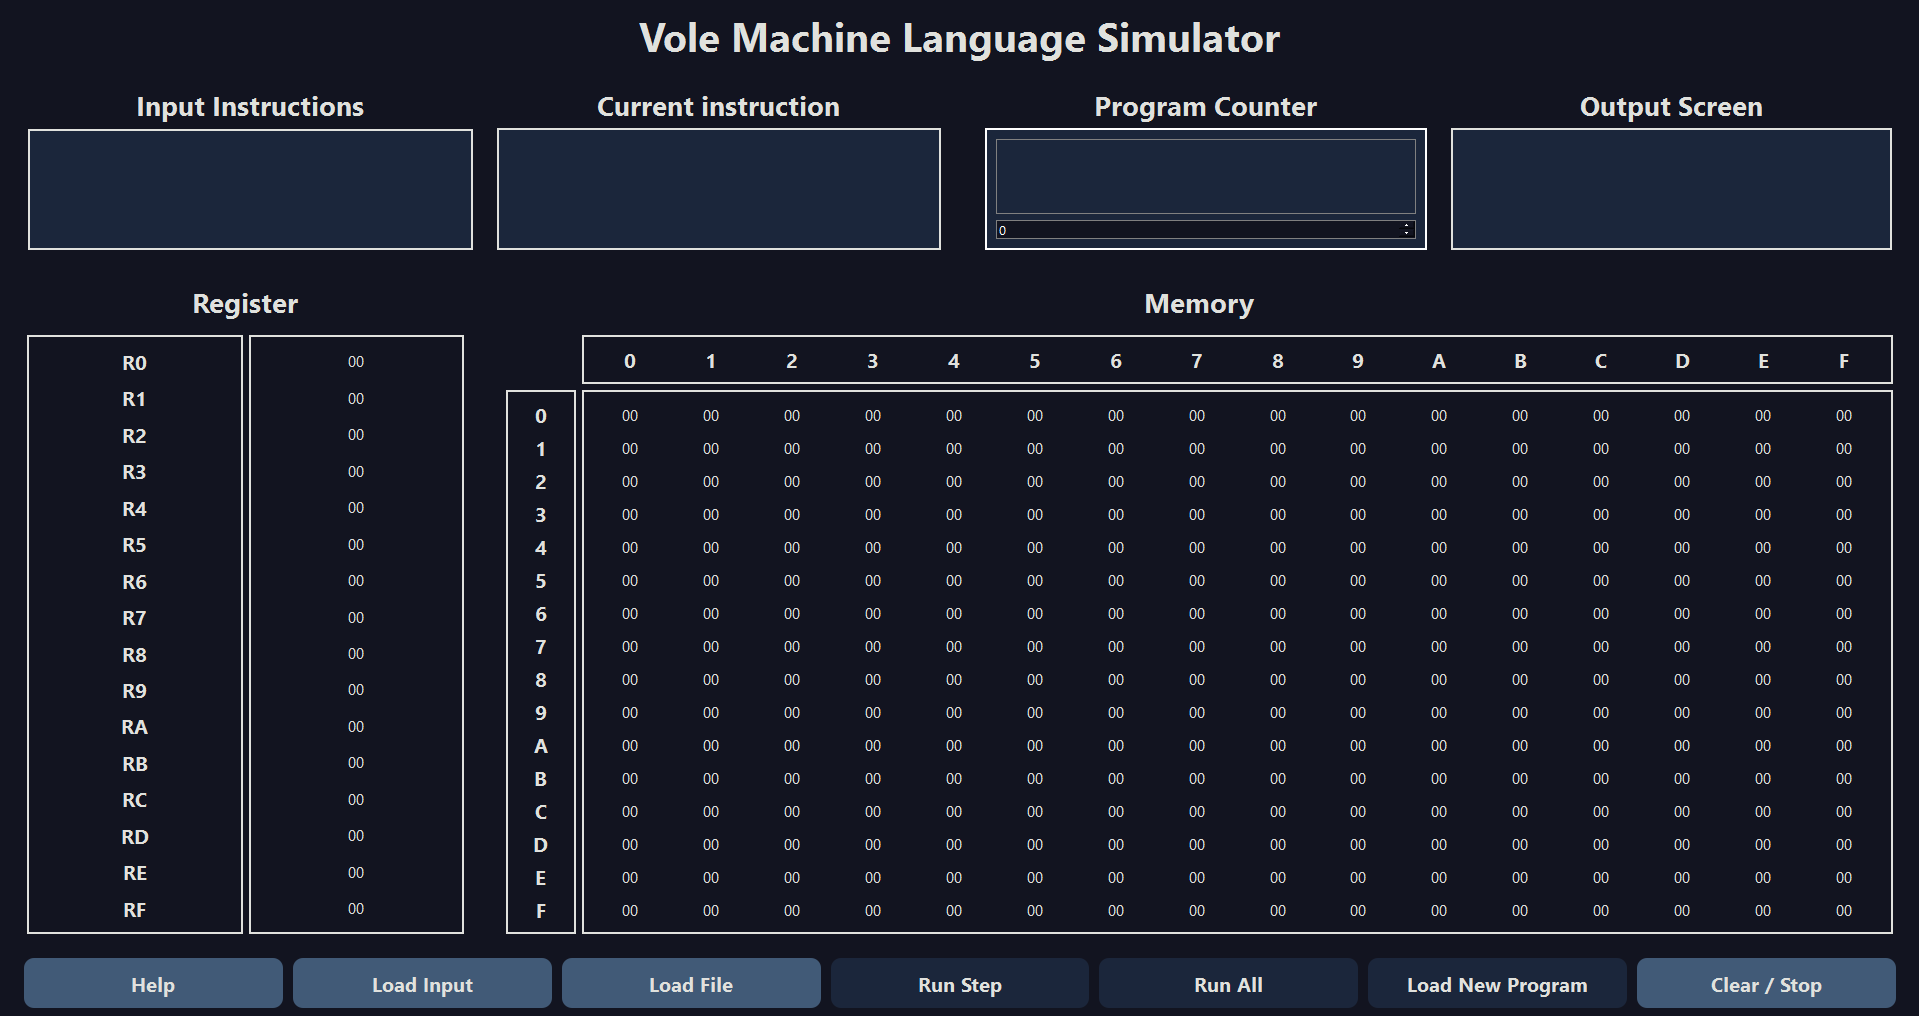 Vole Machine Language Simulator
Input Instructions Current instruction Program Counter Output Screen
0
Register Memory
0 1 2 3 4 5 6 7 8 9 A B C D E F
R0 00
R1 00
R2 00
R3 00
R4 00
R5 00
R6 00
R7 00
R8 00
R9 00
RA 00
RB 00
RC 00
RD 00
RE 00
RF 00
0 00 00 00 00 00 00 00 00 00 00 00 00 00 00 00 00
1 00 00 00 00 00 00 00 00 00 00 00 00 00 00 00 00
2 00 00 00 00 00 00 00 00 00 00 00 00 00 00 00 00
3 00 00 00 00 00 00 00 00 00 00 00 00 00 00 00 00
4 00 00 00 00 00 00 00 00 00 00 00 00 00 00 00 00
5 00 00 00 00 00 00 00 00 00 00 00 00 00 00 00 00
6 00 00 00 00 00 00 00 00 00 00 00 00 00 00 00 00
7 00 00 00 00 00 00 00 00 00 00 00 00 00 00 00 00
8 00 00 00 00 00 00 00 00 00 00 00 00 00 00 00 00
9 00 00 00 00 00 00 00 00 00 00 00 00 00 00 00 00
A 00 00 00 00 00 00 00 00 00 00 00 00 00 00 00 00
B 00 00 00 00 00 00 00 00 00 00 00 00 00 00 00 00
C 00 00 00 00 00 00 00 00 00 00 00 00 00 00 00 00
D 00 00 00 00 00 00 00 00 00 00 00 00 00 00 00 00
E 00 00 00 00 00 00 00 00 00 00 00 00 00 00 00 00
F 00 00 00 00 00 00 00 00 00 00 00 00 00 00 00 00
Help Load Input Load File Run Step Run All Load New Program Clear / Stop